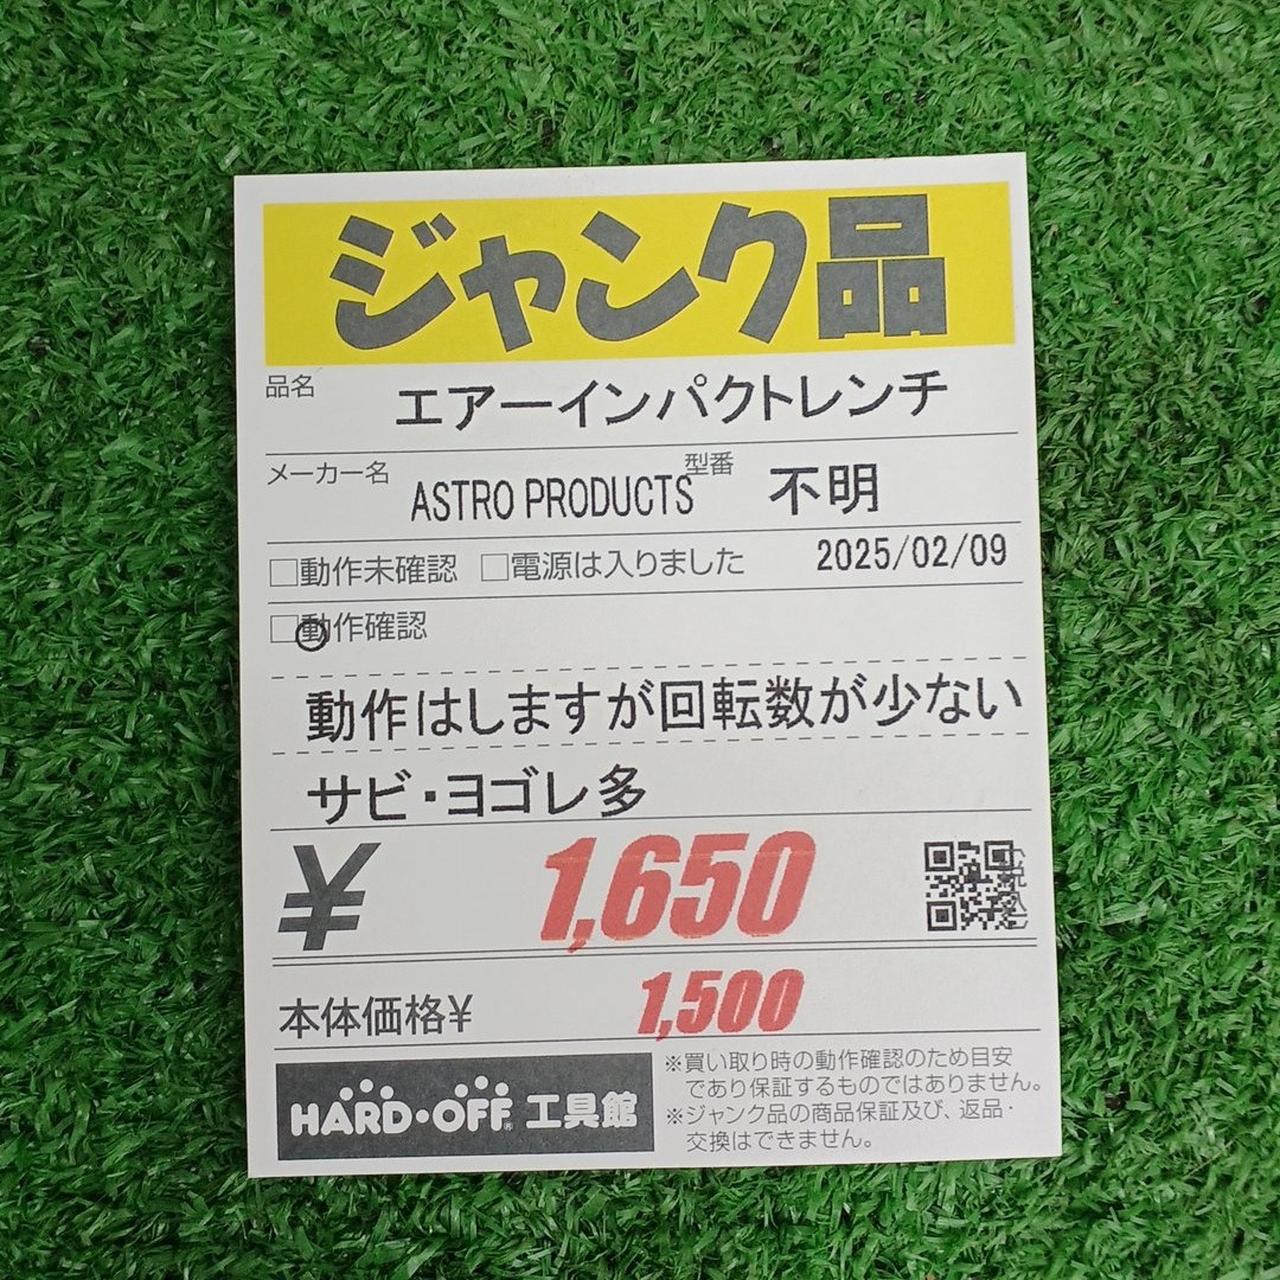 ジャンク品
品名 エアーインパクトレンチ
メーカー名 ASTRO PRODUCTS 型番 不明
□動作未確認 □電源は入りました 2025/02/09
□動作確認
動作はしますが回転数が少ない
サビ・ヨゴレ多
¥ 1,650
本体価格¥ 1,500
HARD・OFF® 工具館
※買い取り時の動作確認のため目安
であり保証するものではありません。
※ジャンク品の商品保証及び、返品・
交換はできません。